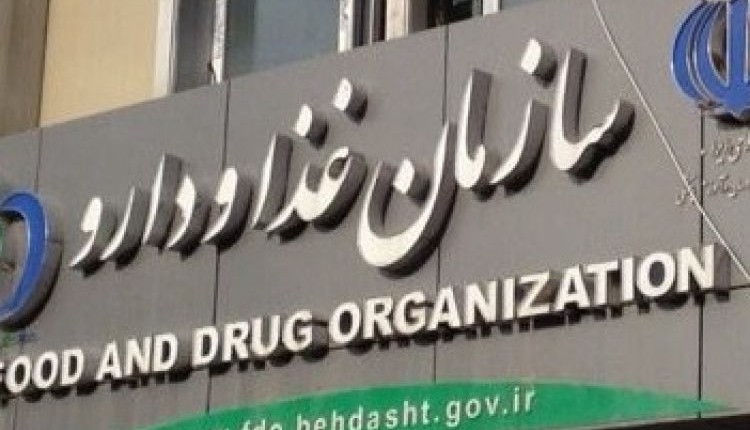 سازمان غذا و دارو
FOOD AND DRUG ORGANIZATION
fdo.behdasht.gov.ir